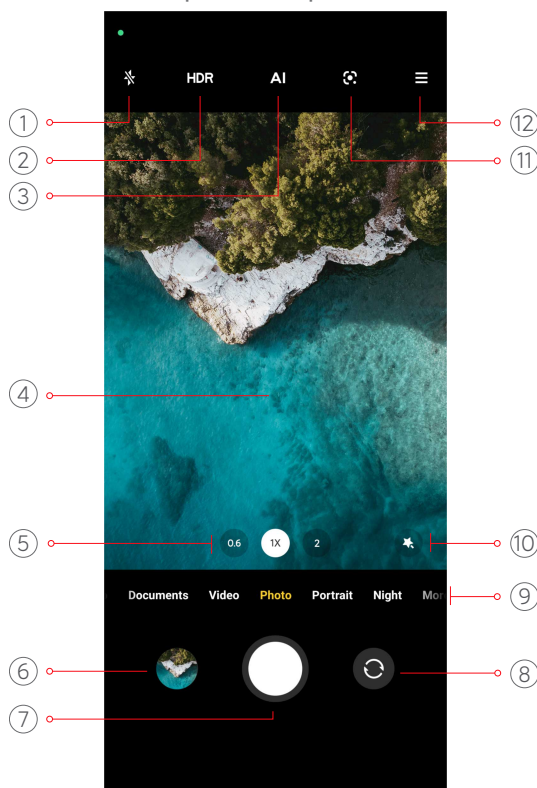 HDR AI
① ⑫
② ⑪
③
④
⑤ 0.6 1X 2 ⑩
Documents Video Photo Portrait Night Mor ⑨
⑥ ⑧
⑦